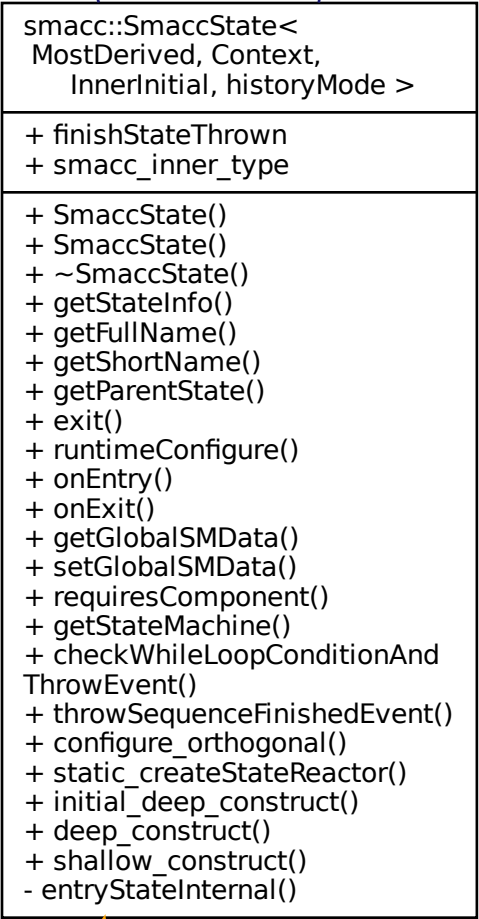 smacc::SmaccState<
MostDerived, Context,
InnerInitial, historyMode >
+ finishStateThrown
+ smacc_inner_type
+ SmaccState()
+ SmaccState()
+ ~SmaccState()
+ getStateInfo()
+ getFullName()
+ getShortName()
+ getParentState()
+ exit()
+ runtimeConfigure()
+ onEntry()
+ onExit()
+ getGlobalSMData()
+ setGlobalSMData()
+ requiresComponent()
+ getStateMachine()
+ checkWhileLoopConditionAnd
ThrowEvent()
+ throwSequenceFinishedEvent()
+ configure_orthogonal()
+ static_createStateReactor()
+ initial_deep_construct()
+ deep_construct()
+ shallow_construct()
- entryStateInternal()